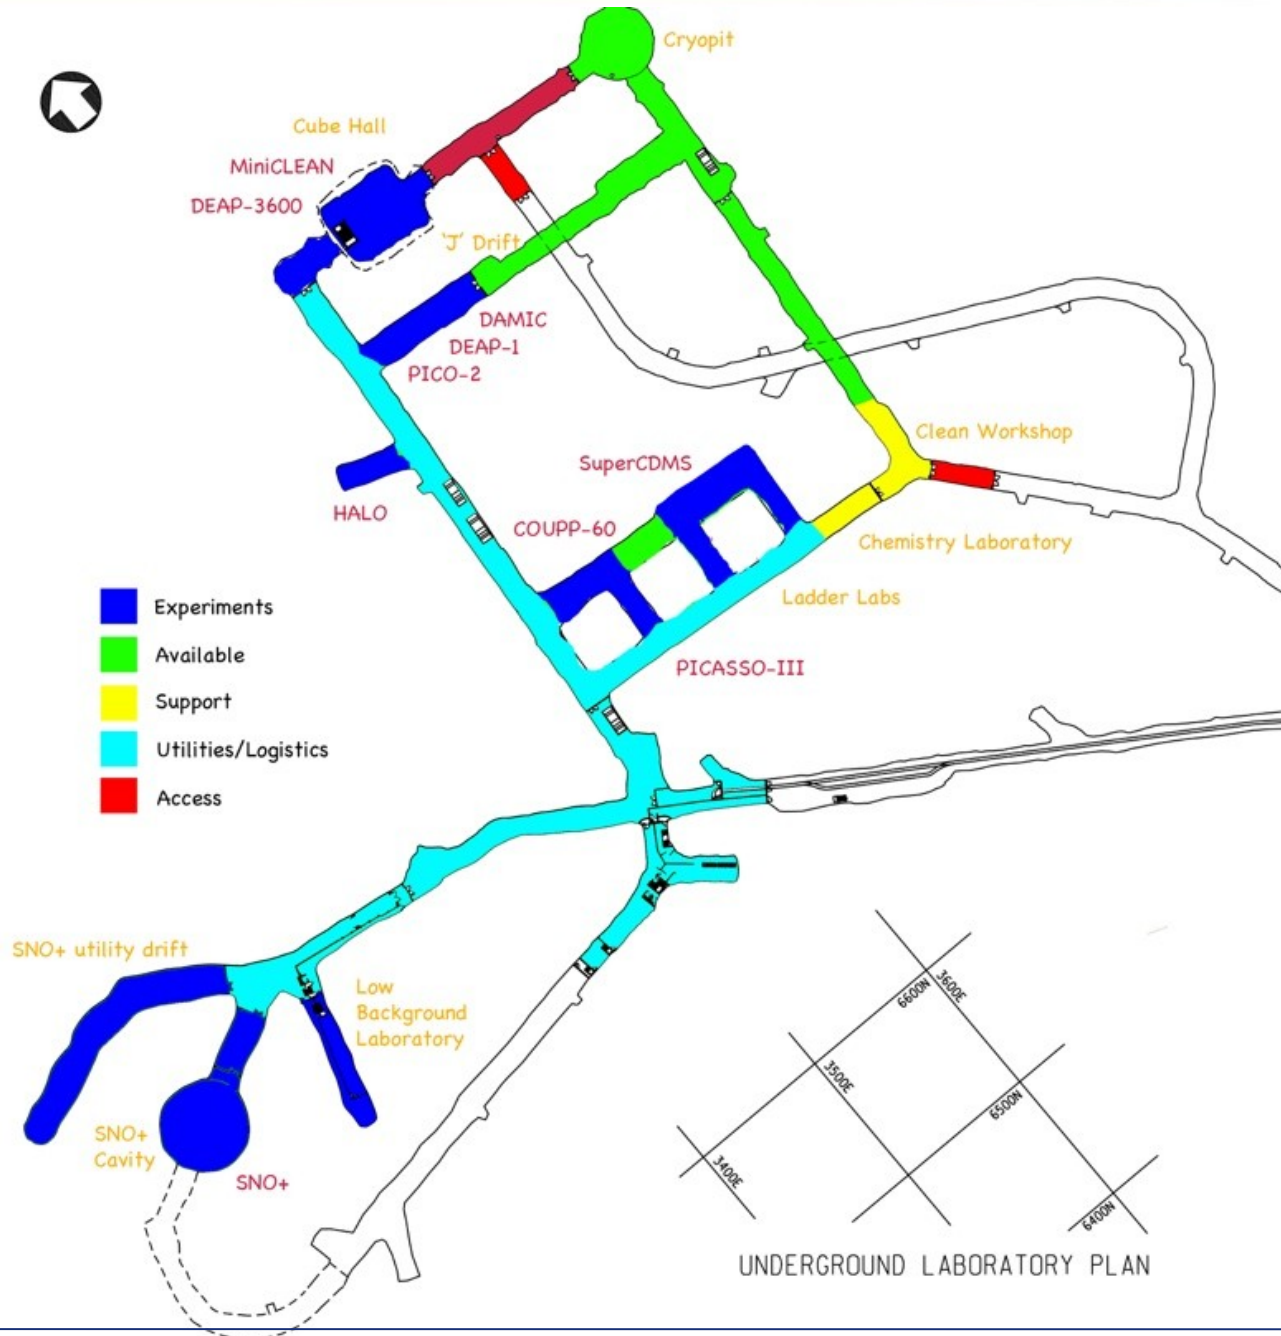 Cryopit
Cube Hall
MiniCLEAN
DEAP-3600
'J' Drift
DAMIC
DEAP-1
PICO-2
Clean Workshop
SuperCDMS
HALO
COUPP-60
Chemistry Laboratory
Ladder Labs
Experiments
Available
PICASSO-III
Support
Utilities/Logistics
Access
SNO+ utility drift
Low
Background
Laboratory
SNO+
Cavity
SNO+
6600N
3600E
3500E
6500N
3400E
6400N
UNDERGROUND LABORATORY PLAN